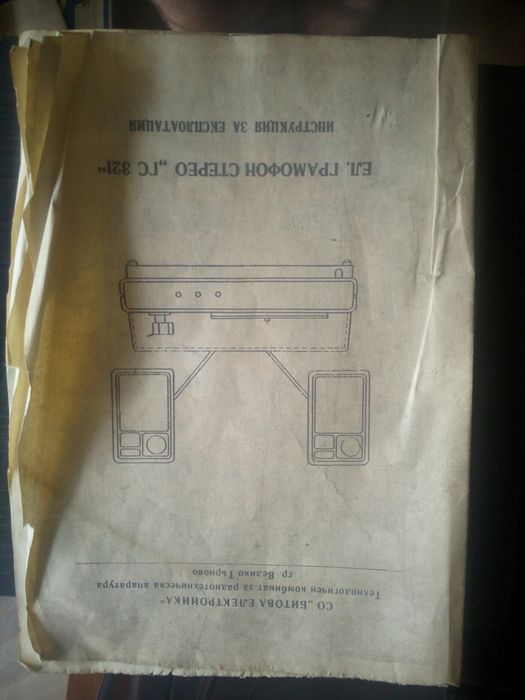 СО „БИТОВА ЕЛЕКТРОНИКА“
Технологичен комбинат за радиотехническа апаратура
гр Велико Търново
ЕЛ. ГРАМОФОН СТЕРЕО „ГС 321“
ИНСТРУКЦИЯ ЗА ЕКСПЛОАТАЦИЯ